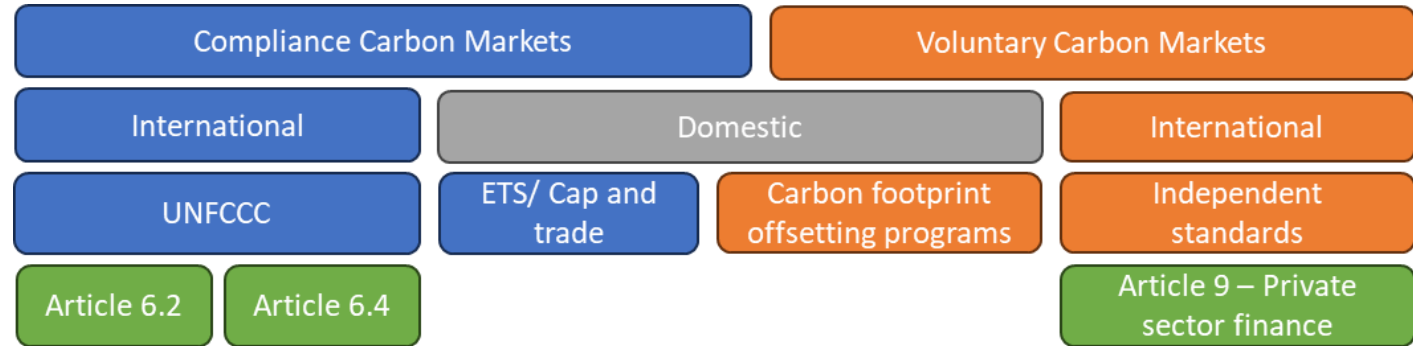 Compliance Carbon Markets
Voluntary Carbon Markets
International
Domestic
International
UNFCCC
ETS/ Cap and
trade
Carbon footprint
offsetting programs
Independent
standards
Article 6.2
Article 6.4
Article 9 – Private
sector finance